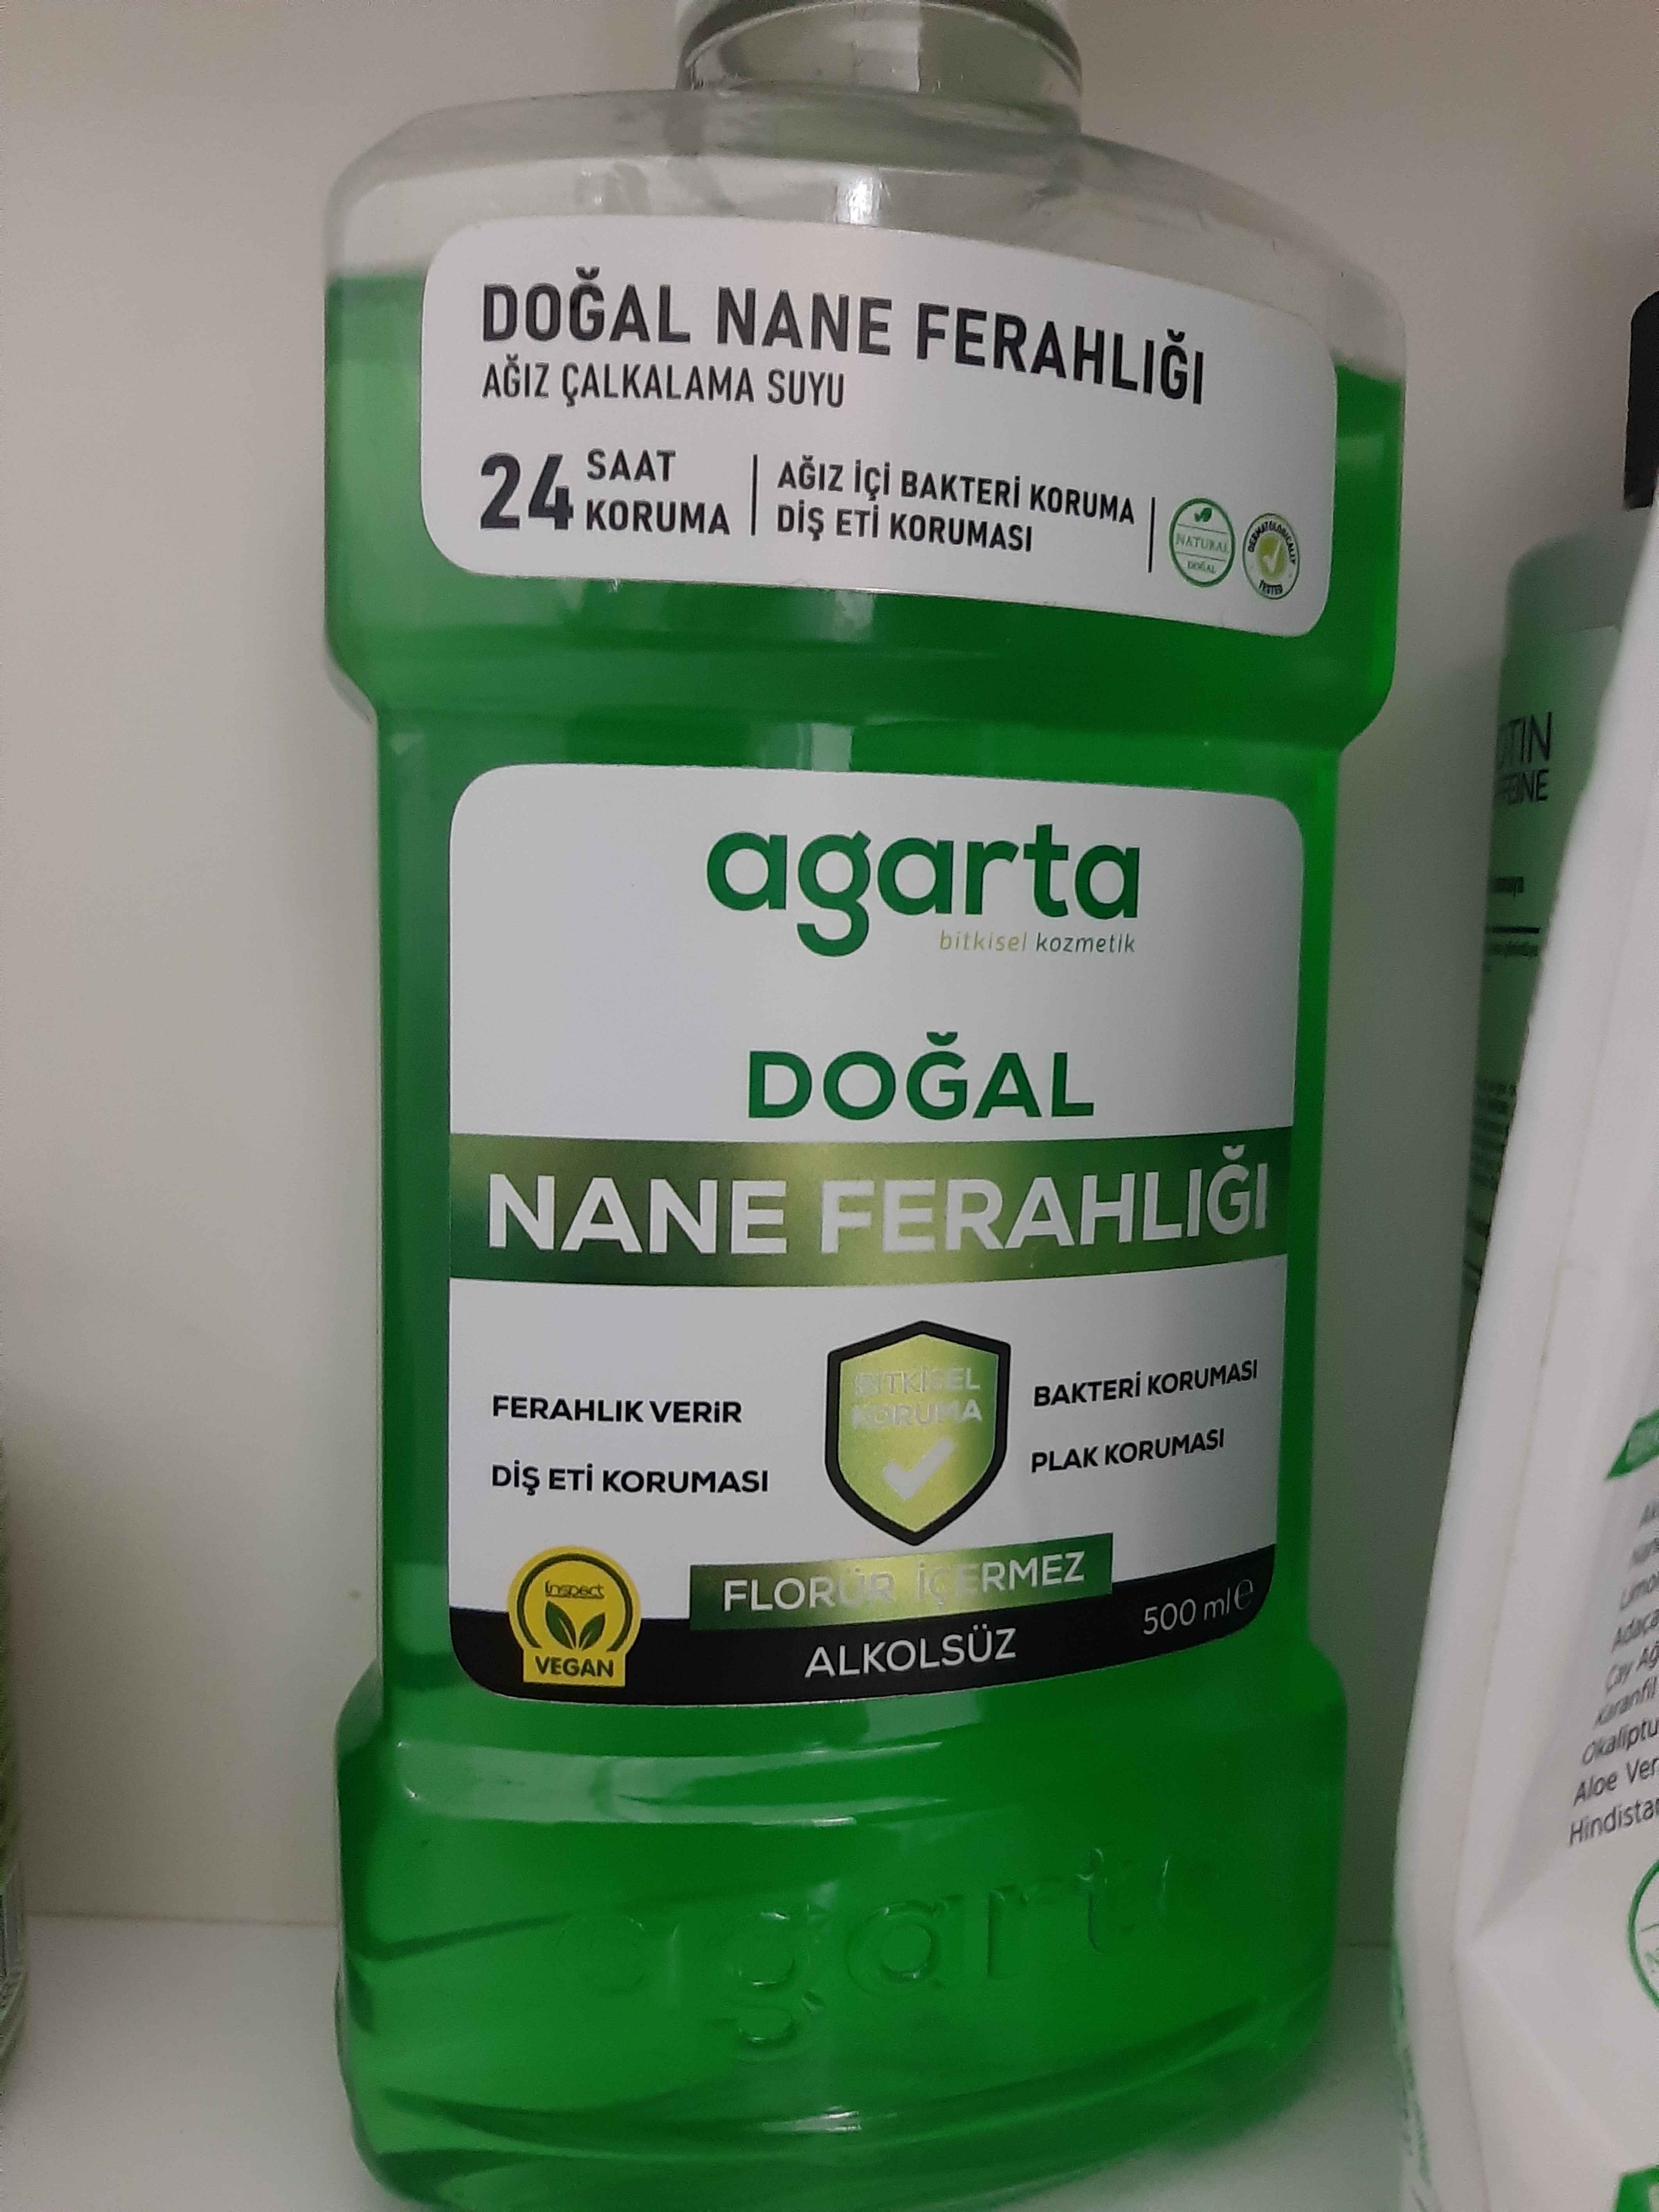 DOĞAL NANE FERAHLIĞI
AĞIZ ÇALKALAMA SUYU
24 SAAT KORUMA
AĞIZ İÇİ BAKTERİ KORUMA
DİŞ ETİ KORUMASI
NATURAL
DOĞAL
DERMATOLOGICALLY TESTED
agarta
bitkisel kozmetik
DOĞAL
NANE FERAHLIĞI
FERAHLIK VERİR
DİŞ ETİ KORUMASI
BİTKİSEL
KORUMA
BAKTERİ KORUMASI
PLAK KORUMASI
inspect
VEGAN
FLORÜR İÇERMEZ
ALKOLSÜZ
500 ml e
agarta
Aloe